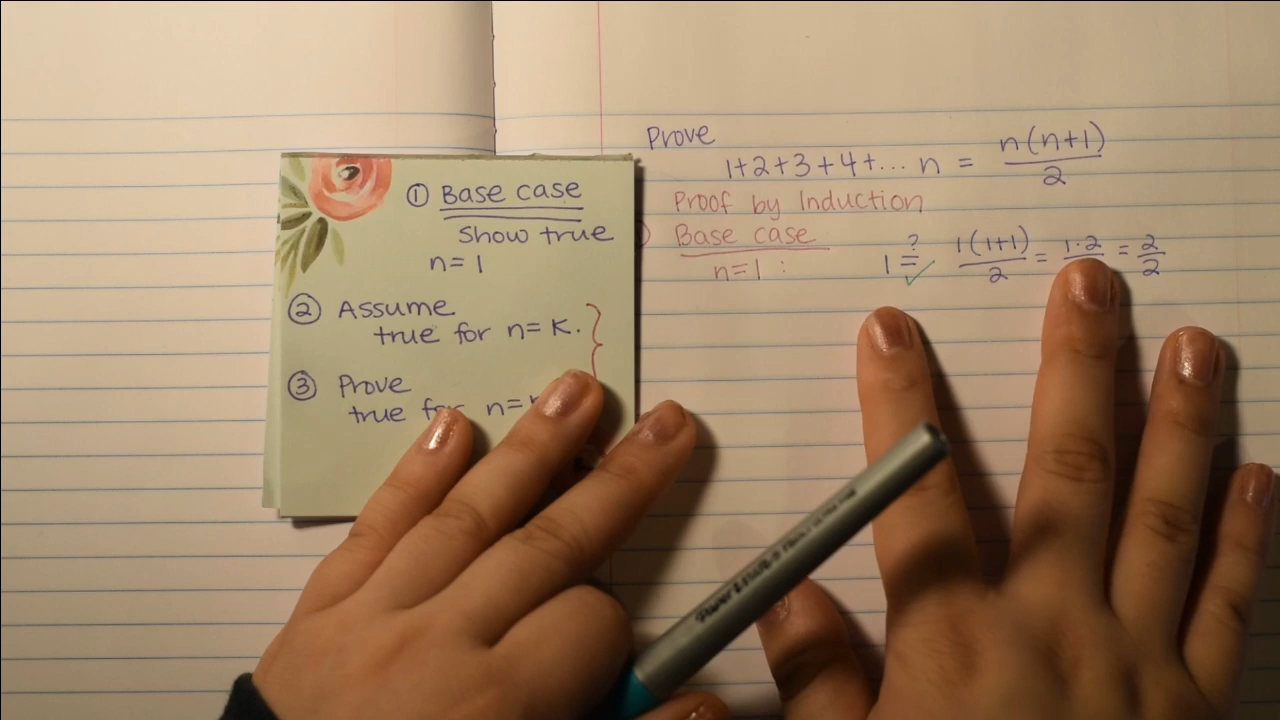 ① Base case
Show true
n=1
② Assume
true for n=K.
③ Prove
true for n=
Prove
1+2+3+4+... n = n(n+1)/2
Proof by Induction
Base case
n=1 :
1 ?= ✓ 1(1+1)/2 = 1·2/2 = 2/2